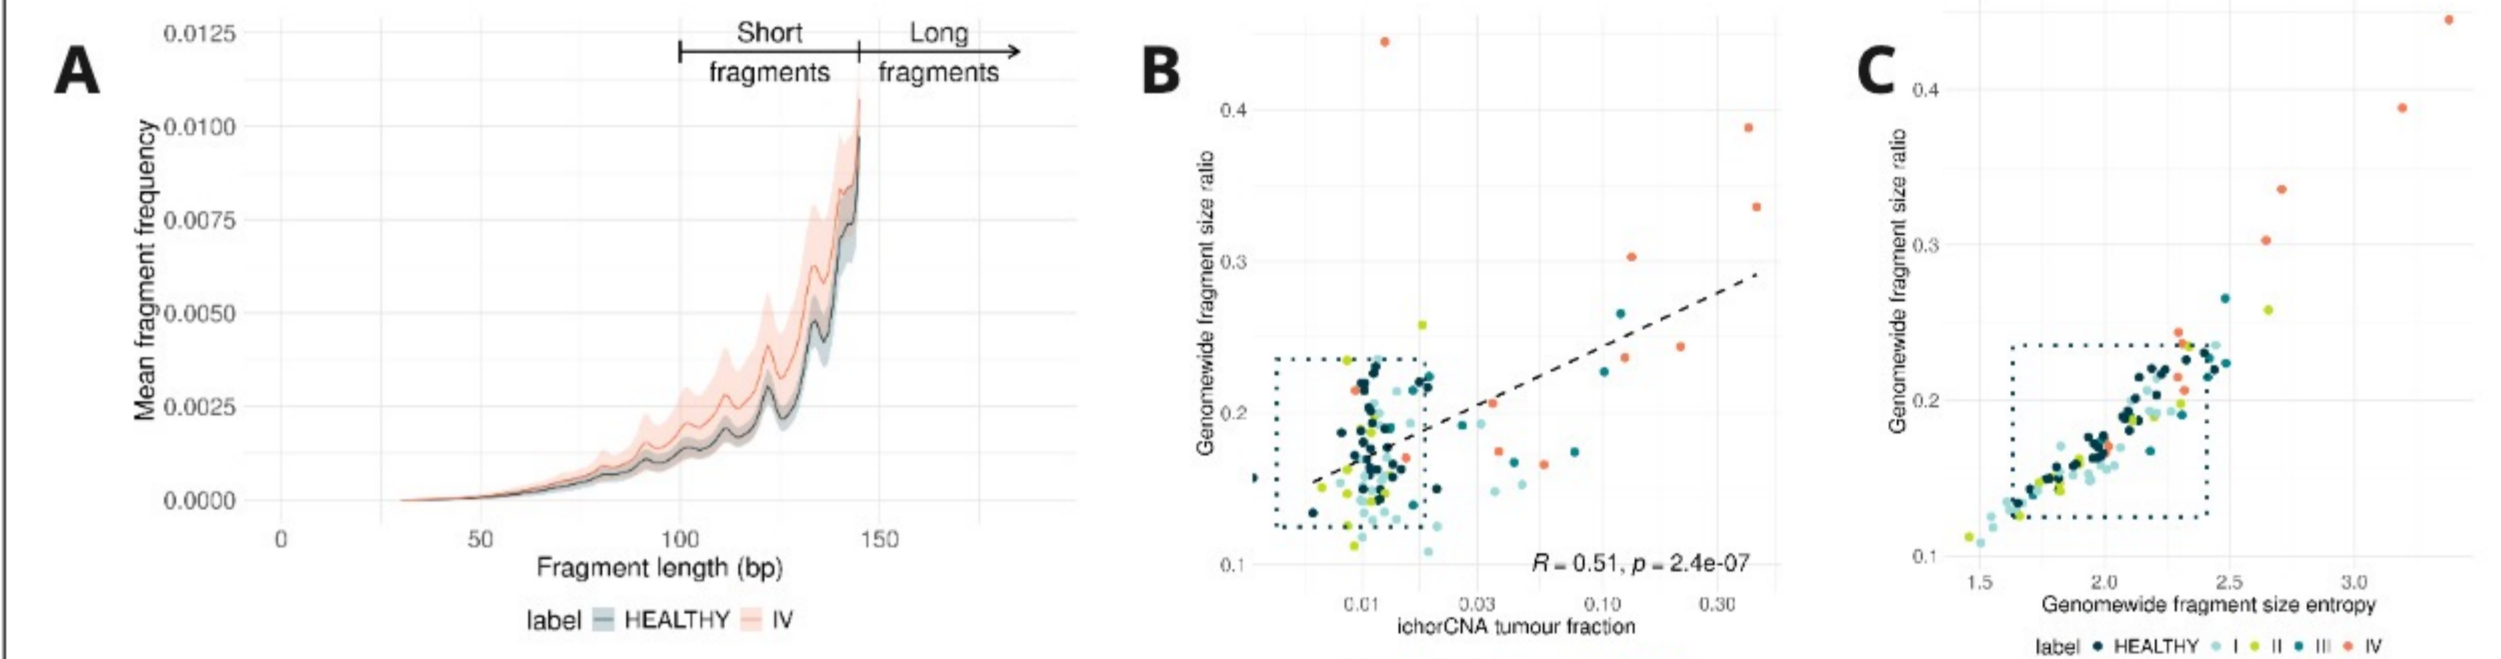 A
Mean fragment frequency
0.0125
0.0100
0.0075
0.0050
0.0025
0.0000
Short
fragments
Long
fragments
0 50 100 150
Fragment length (bp)
label HEALTHY IV
B
Genomewide fragment size ratio
0.4
0.3
0.2
0.1
R = 0.51, p = 2.4e-07
0.01 0.03 0.10 0.30
ichorCNA tumour fraction
C
Genomewide fragment size ratio
0.4
0.3
0.2
0.1
1.5 2.0 2.5 3.0
Genomewide fragment size entropy
label HEALTHY I II III IV